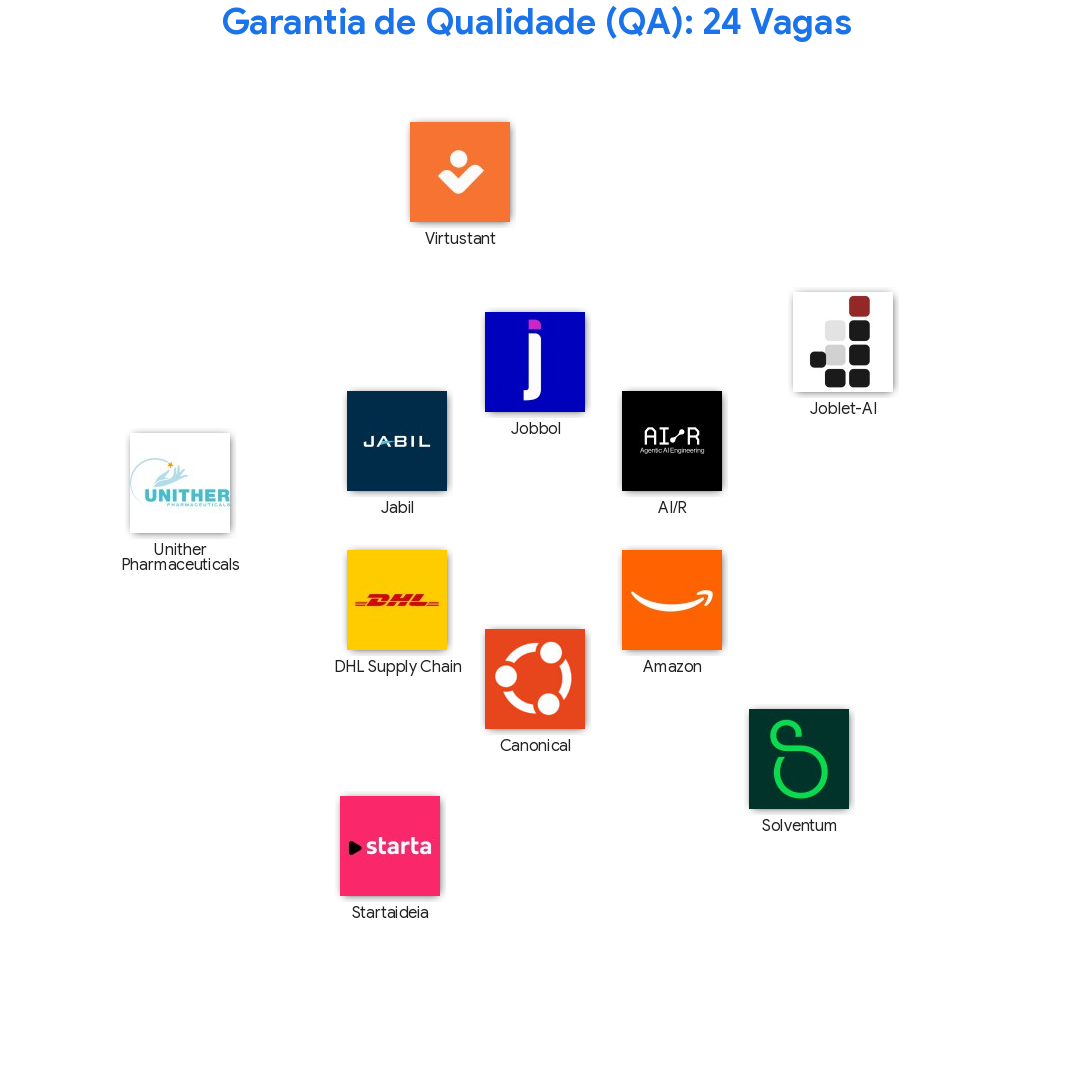 Garantia de Qualidade (QA): 24 Vagas
Virtustant
j
Jobbol
Joblet-AI
JABIL
Jabil
AI/R
Agentic AI Engineering
AI/R
UNITHER
PHARMACEUTICALS
Unither
Pharmaceuticals
DHL
DHL Supply Chain
Amazon
Canonical
Solventum
starta
Startaideia